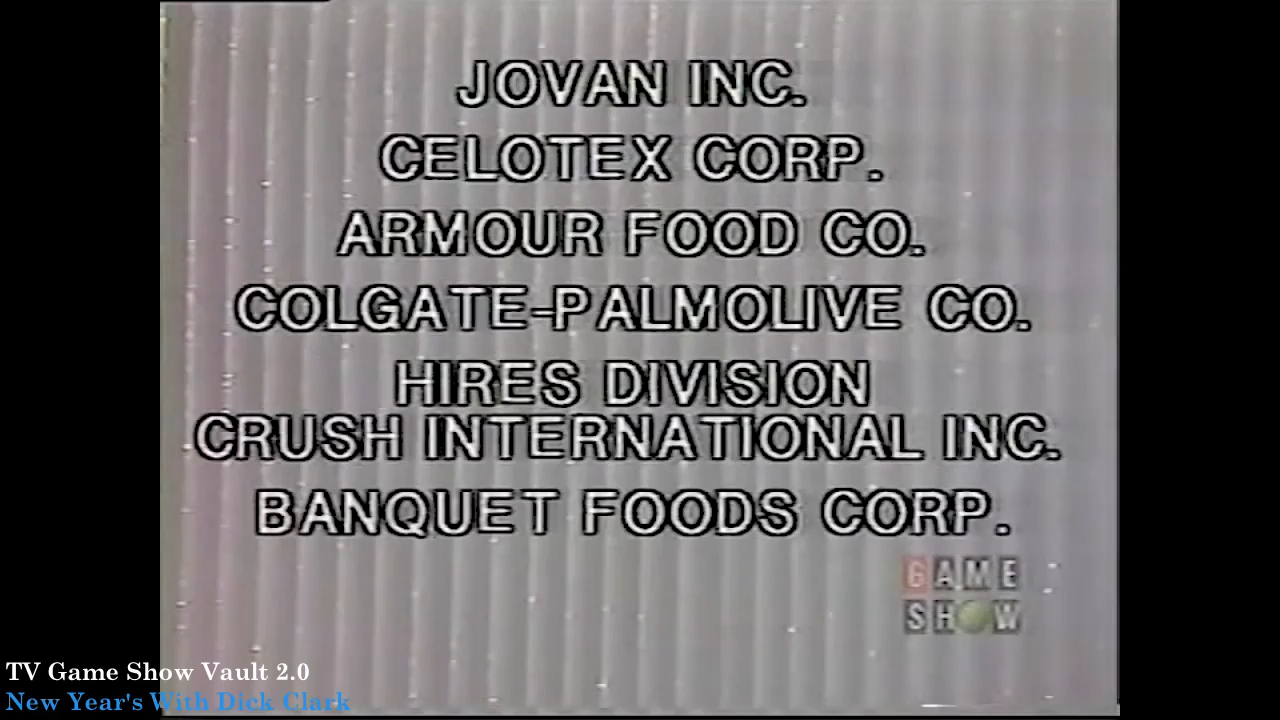 JOVAN INC.
CELOTEX CORP.
ARMOUR FOOD CO.
COLGATE-PALMOLIVE CO.
HIRES DIVISION
CRUSH INTERNATIONAL INC.
BANQUET FOODS CORP.
GAME
SHOW
TV Game Show Vault 2.0
New Year's With Dick Clark